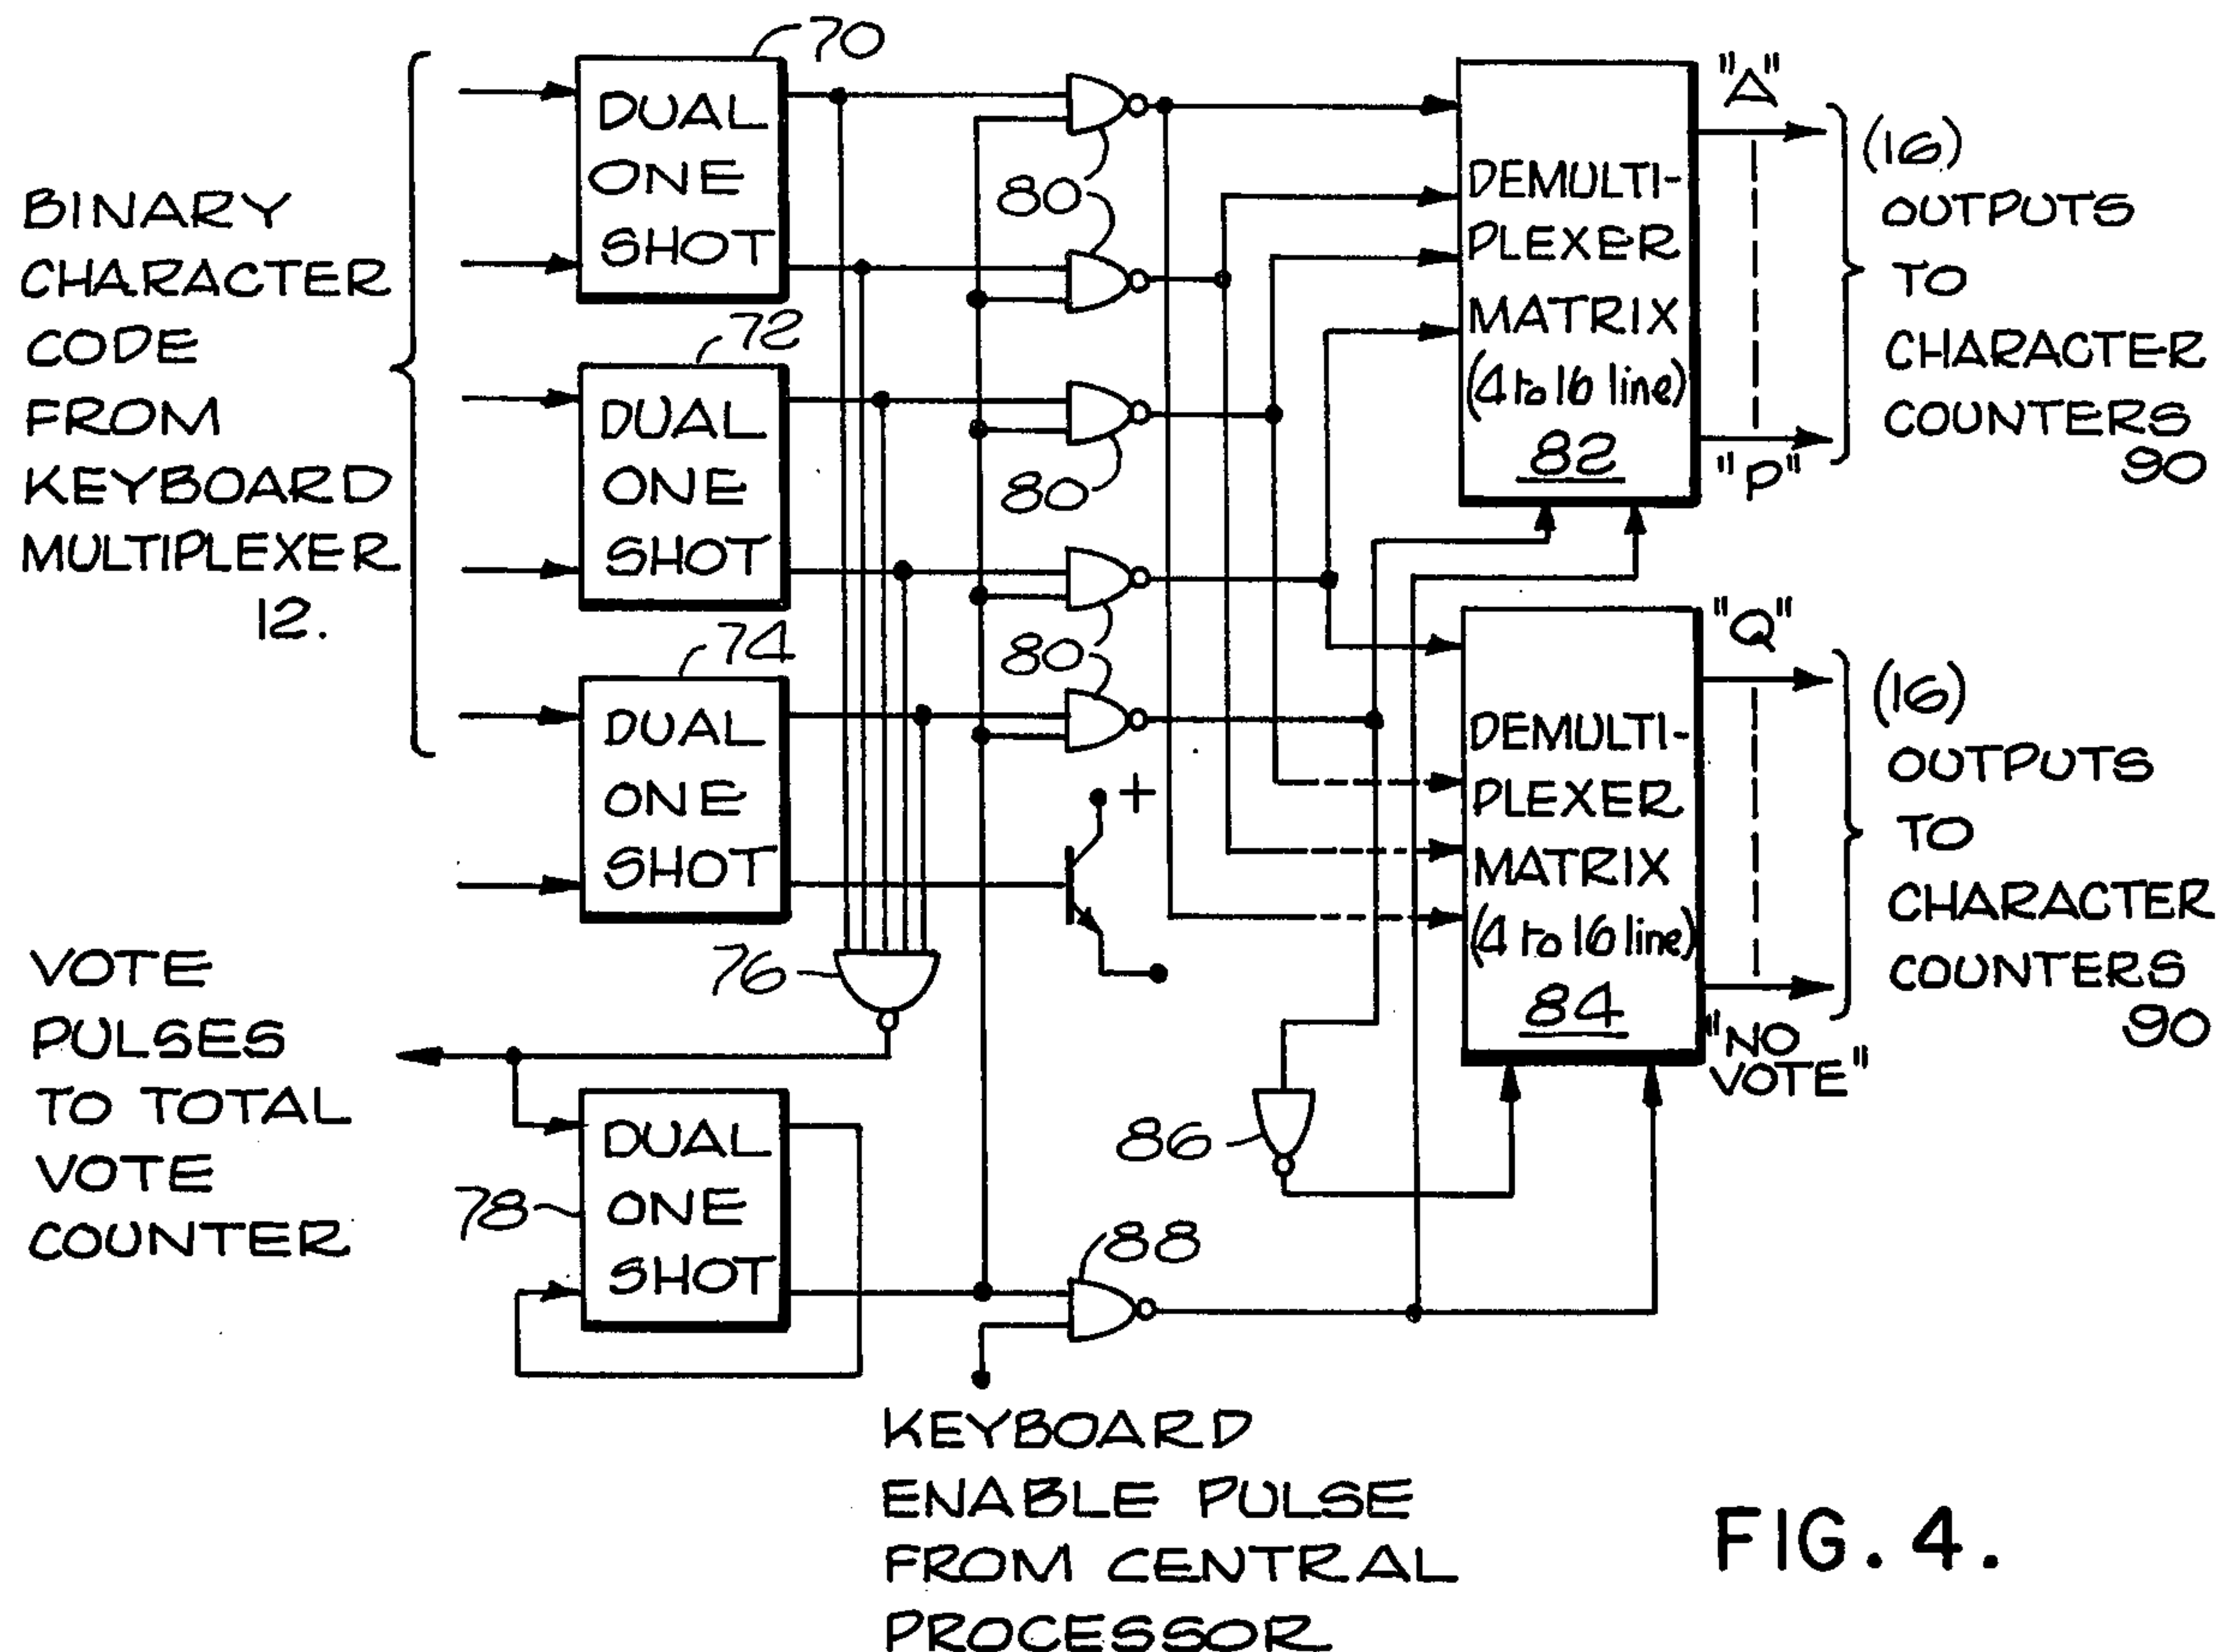 BINARY
CHARACTER
CODE
FROM
KEYBOARD
MULTIPLEXER
12.
70
DUAL
ONE
SHOT
72
DUAL
ONE
SHOT
74
DUAL
ONE
SHOT
76
VOTE
PULSES
TO TOTAL
VOTE
COUNTER
78
DUAL
ONE
SHOT
80
80
80
+
86
88
KEYBOARD
ENABLE PULSE
FROM CENTRAL
PROCESSOR
DEMULTI-
PLEXER
MATRIX
(4 to 16 line)
82
"A"
"P"
(16)
OUTPUTS
TO
CHARACTER
COUNTERS
90
DEMULTI-
PLEXER
MATRIX
(4 to 16 line)
84
"Q"
"NO
VOTE"
(16)
OUTPUTS
TO
CHARACTER
COUNTERS
90
FIG. 4.